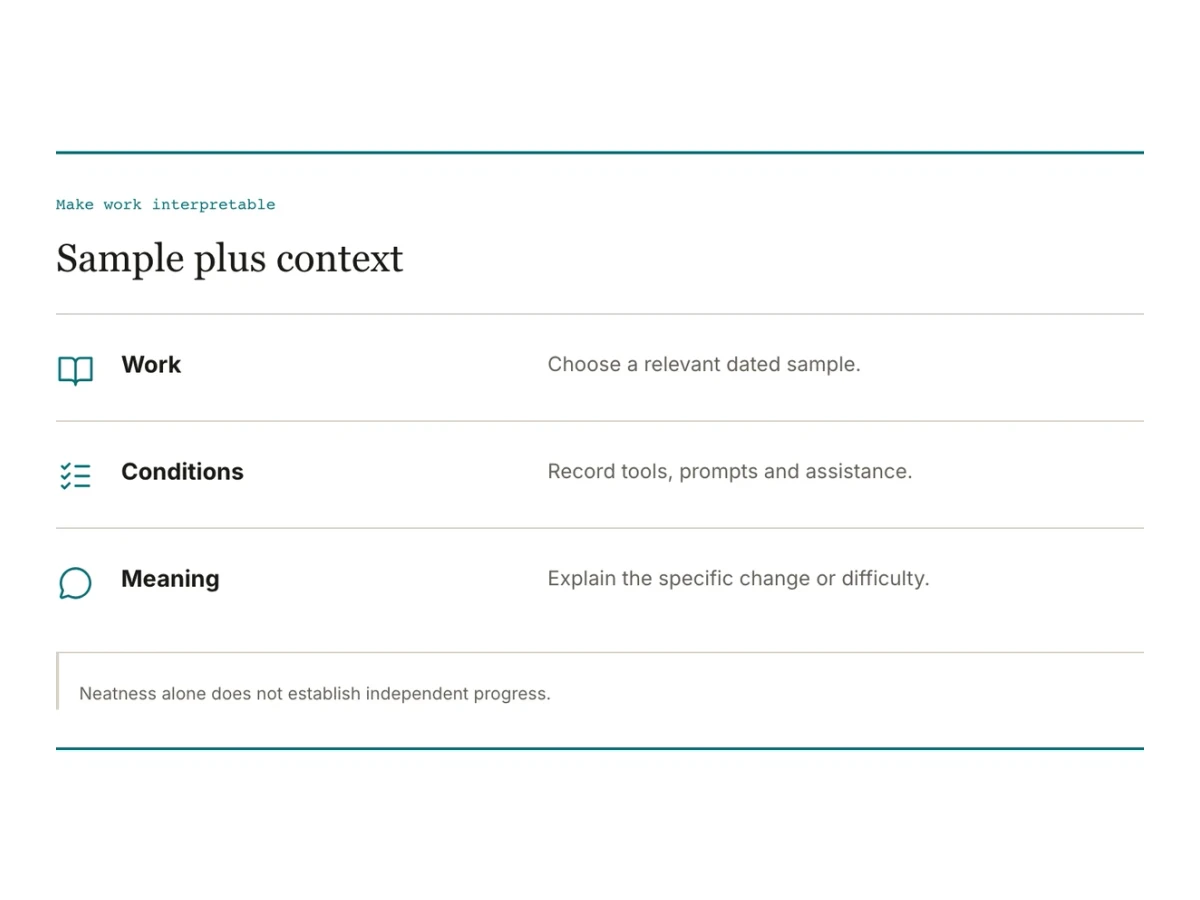 Make work interpretable
Sample plus context
Work
Choose a relevant dated sample.
Conditions
Record tools, prompts and assistance.
Meaning
Explain the specific change or difficulty.
Neatness alone does not establish independent progress.